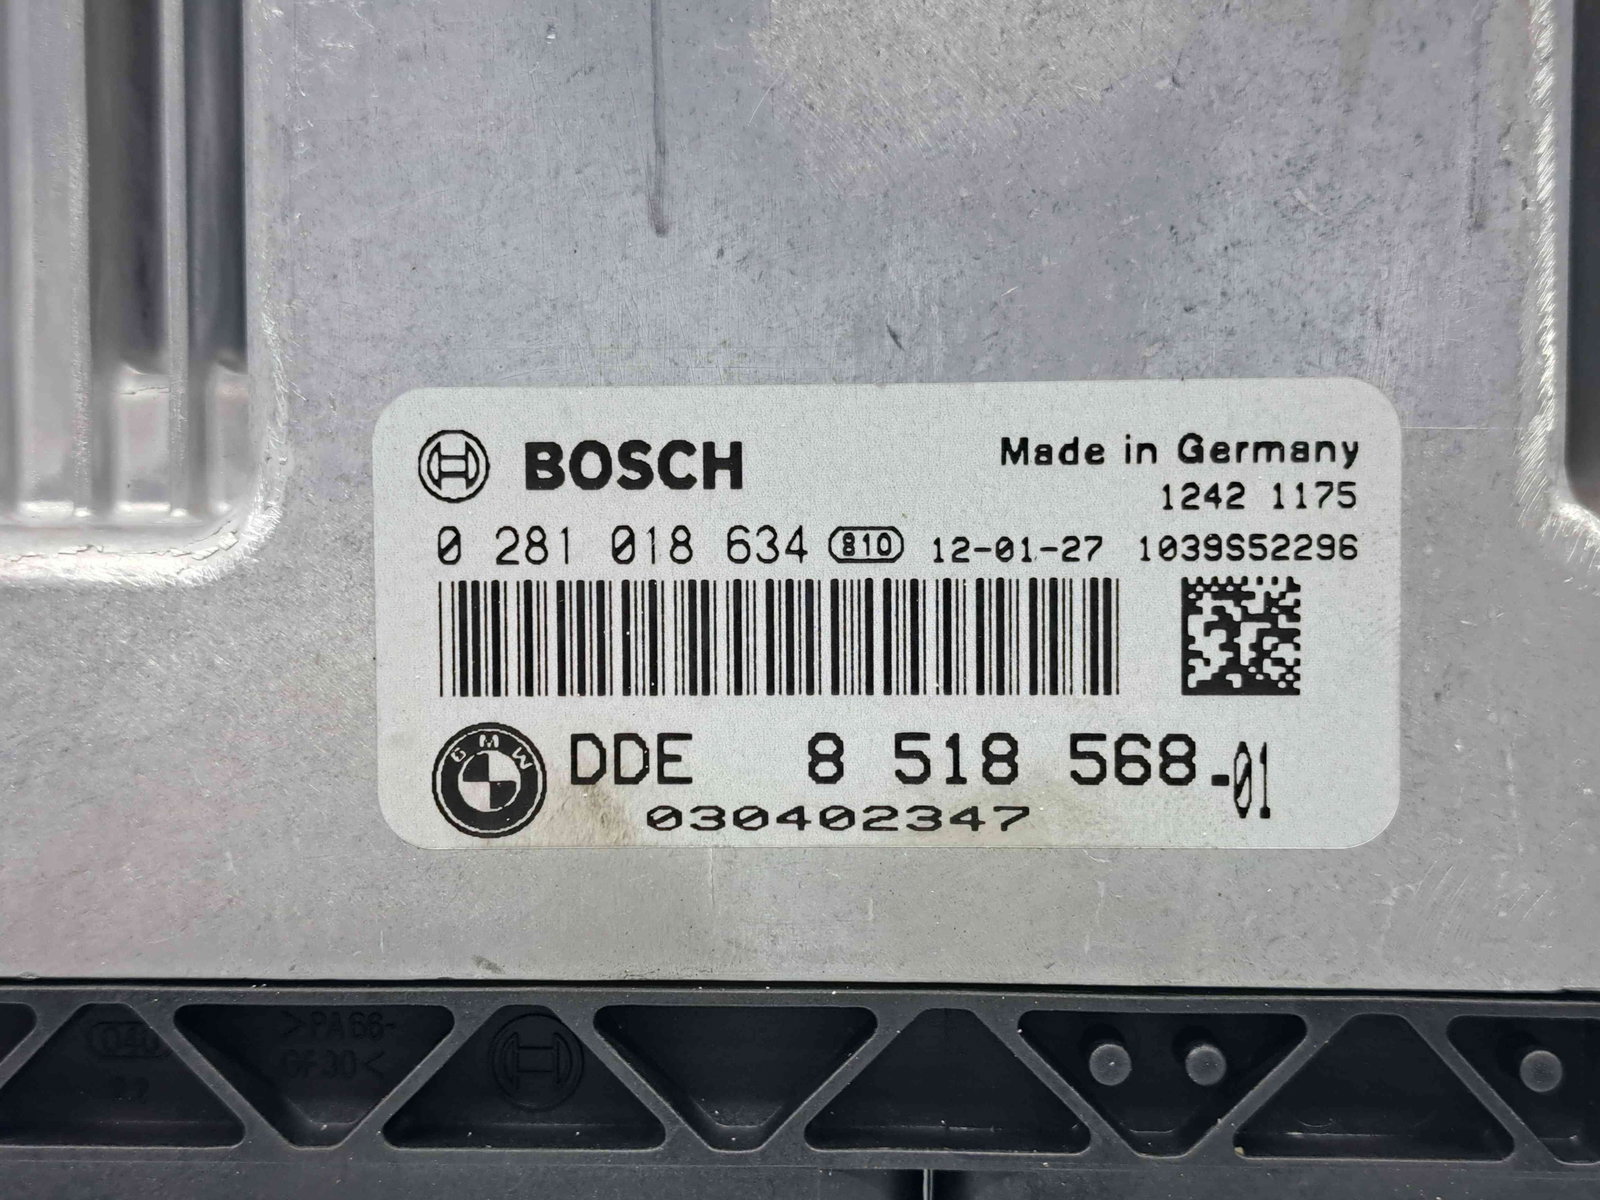 BOSCH
Made in Germany
1242 1175
0 281 018 634 810 12-01-27 1039S52296
BMW DDE 8 518 568-01
030402347
>PA66-
GF30<